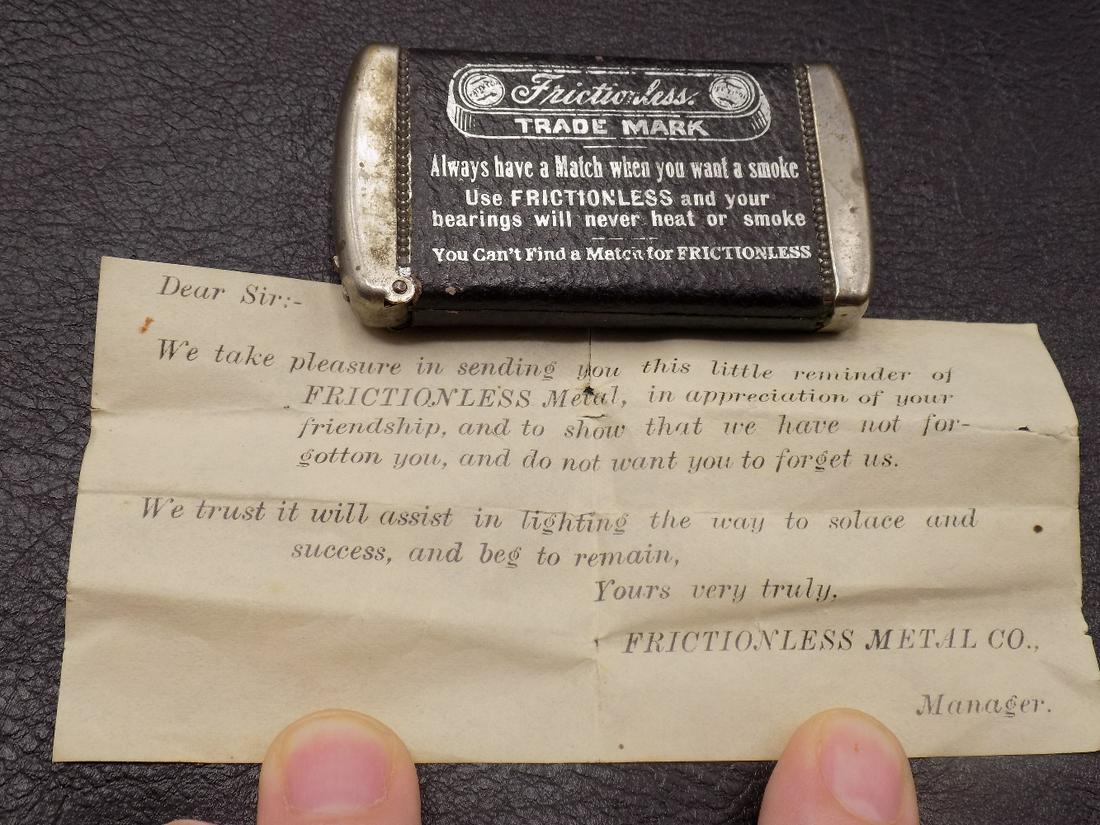 Frictionless.
TRADE MARK
Always have a Match when you want a smoke
Use FRICTIONLESS and your
bearings will never heat or smoke
You Can't Find a Match for FRICTIONLESS
Dear Sir:-
We take pleasure in sending you this little reminder of
FRICTIONLESS Metal, in appreciation of your
friendship, and to show that we have not for-
gotton you, and do not want you to forget us.
We trust it will assist in lighting the way to solace and
success, and beg to remain,
Yours very truly,
FRICTIONLESS METAL CO.,
Manager.